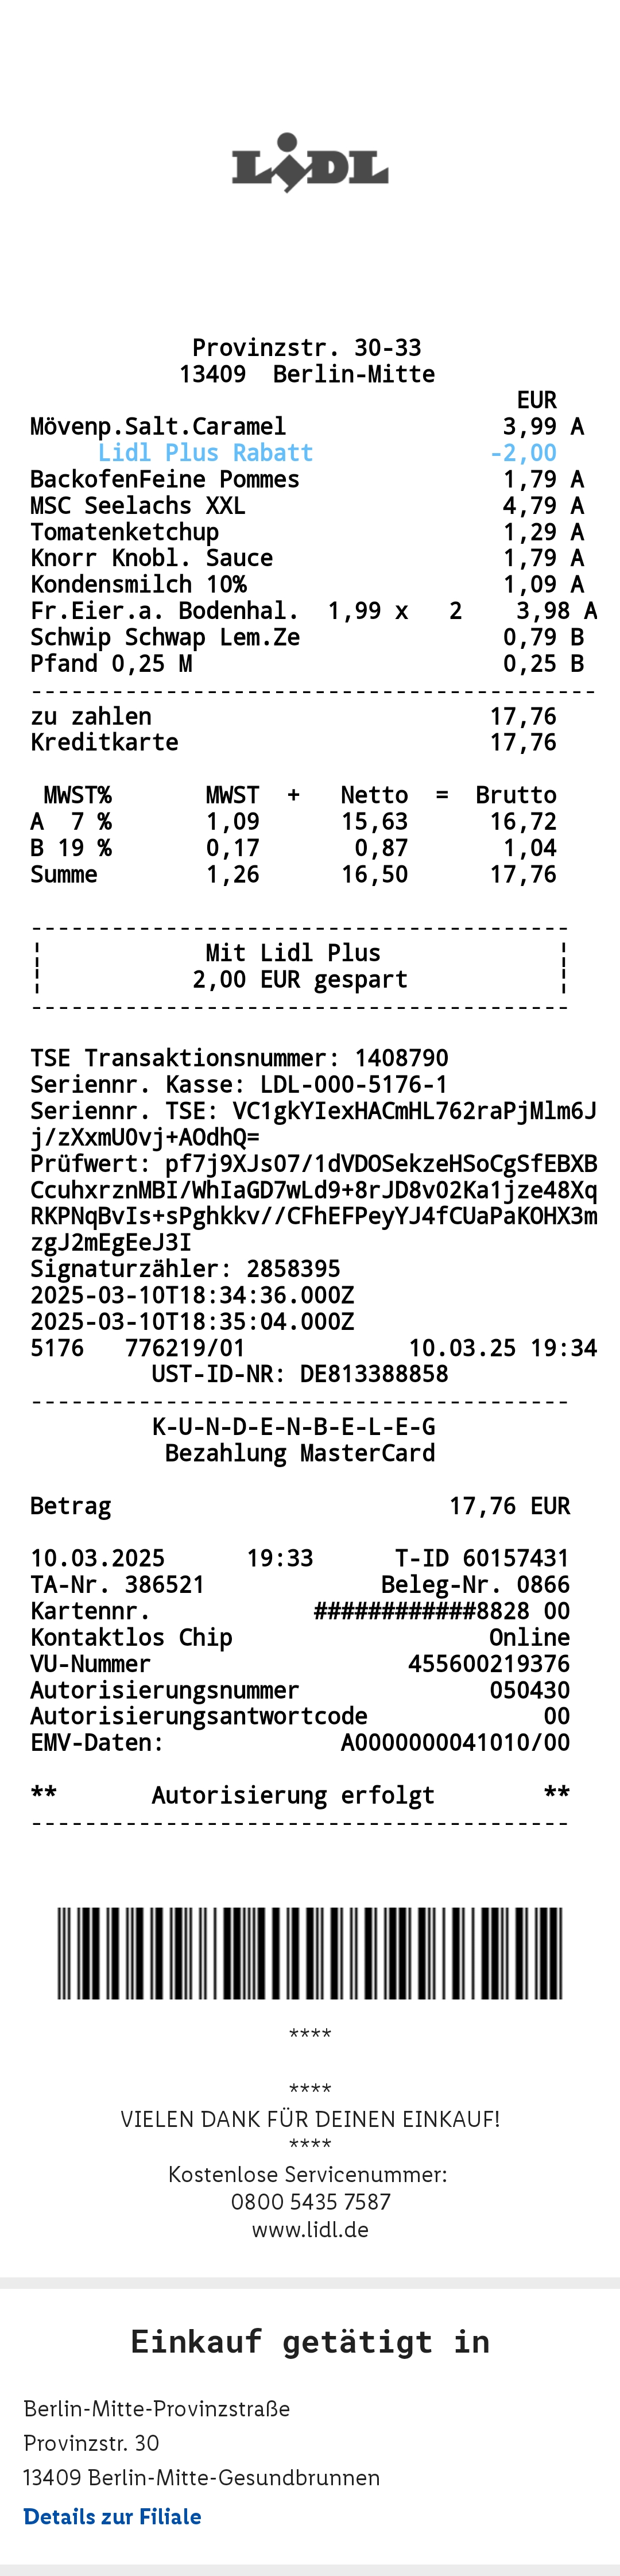 LIDL
Provinzstr. 30-33
13409 Berlin-Mitte
EUR
Mövenp.Salt.Caramel 3,99 A
Lidl Plus Rabatt -2,00
BackofenFeine Pommes 1,79 A
MSC Seelachs XXL 4,79 A
Tomatenketchup 1,29 A
Knorr Knobl. Sauce 1,79 A
Kondensmilch 10% 1,09 A
Fr.Eier.a. Bodenhal. 1,99 x 2 3,98 A
Schwip Schwap Lem.Ze 0,79 B
Pfand 0,25 M 0,25 B
------------------------------------------
zu zahlen 17,76
Kreditkarte 17,76
MWST% MWST + Netto = Brutto
A 7 % 1,09 15,63 16,72
B 19 % 0,17 0,87 1,04
Summe 1,26 16,50 17,76
----------------------------------------
¦ Mit Lidl Plus ¦
¦ 2,00 EUR gespart ¦
----------------------------------------
TSE Transaktionsnummer: 1408790
Seriennr. Kasse: LDL-000-5176-1
Seriennr. TSE: VC1gkYIexHACmHL762raPjMlm6J
j/zXxmU0vj+AOdhQ=
Prüfwert: pf7j9XJs07/1dVDOSekzeHSoCgSfEBXB
CcuhxrznMBI/WhIaGD7wLd9+8rJD8v02Ka1jze48Xq
RKPNqBvIs+sPghkkv//CFhEFPeyYJ4fCUaPaKOHX3m
zgJ2mEgEeJ3I
Signaturzähler: 2858395
2025-03-10T18:34:36.000Z
2025-03-10T18:35:04.000Z
5176 776219/01 10.03.25 19:34
UST-ID-NR: DE813388858
----------------------------------------
K-U-N-D-E-N-B-E-L-E-G
Bezahlung MasterCard
Betrag 17,76 EUR
10.03.2025 19:33 T-ID 60157431
TA-Nr. 386521 Beleg-Nr. 0866
Kartennr. ############8828 00
Kontaktlos Chip Online
VU-Nummer 455600219376
Autorisierungsnummer 050430
Autorisierungsantwortcode 00
EMV-Daten: A0000000041010/00
** Autorisierung erfolgt **
----------------------------------------
****
****
VIELEN DANK FÜR DEINEN EINKAUF!
****
Kostenlose Servicenummer:
0800 5435 7587
www.lidl.de
Einkauf getätigt in
Berlin-Mitte-Provinzstraße
Provinzstr. 30
13409 Berlin-Mitte-Gesundbrunnen
Details zur Filiale